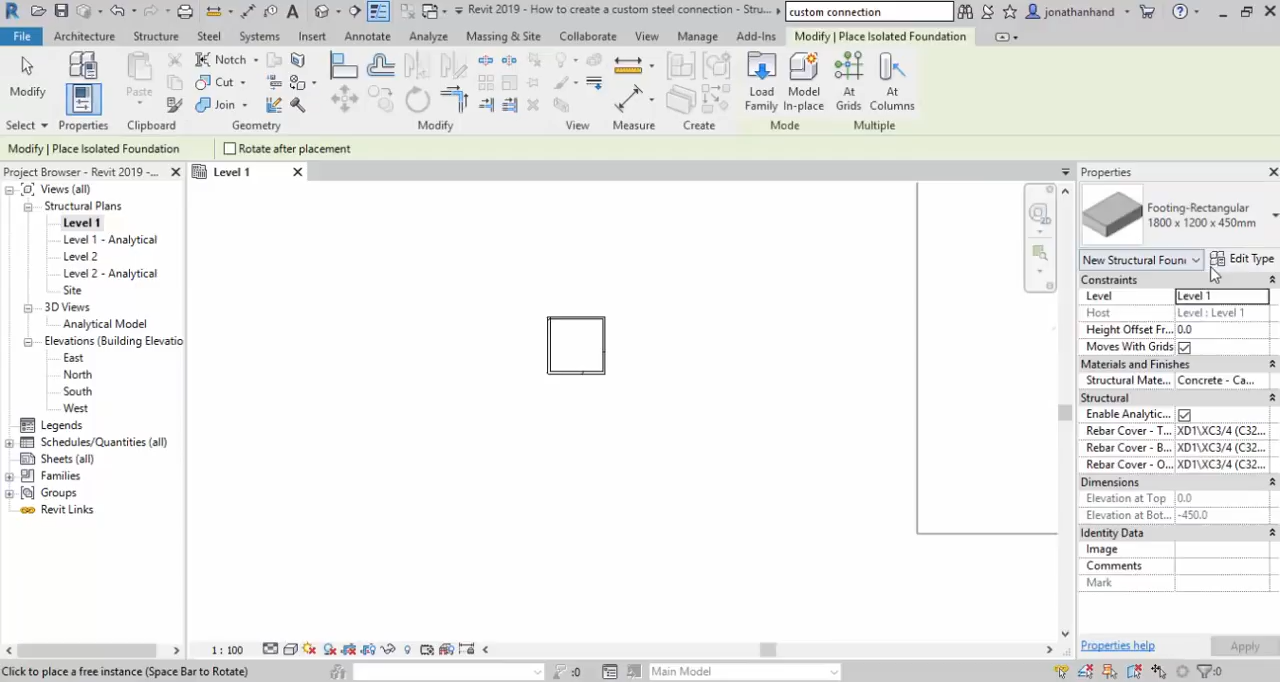 Revit 2019 - How to create a custom steel connection - Stru...
custom connection
jonathanhand
File
Architecture
Structure
Steel
Systems
Insert
Annotate
Analyze
Massing & Site
Collaborate
View
Manage
Add-Ins
Modify | Place Isolated Foundation
Modify
Paste
Notch
Cut
Join
Load
Family
Model
In-place
At
Grids
At
Columns
Select
Properties
Clipboard
Geometry
Modify
View
Measure
Create
Mode
Multiple
Modify | Place Isolated Foundation
Rotate after placement
Project Browser - Revit 2019 -...
Views (all)
Structural Plans
Level 1
Level 1 - Analytical
Level 2
Level 2 - Analytical
Site
3D Views
Analytical Model
Elevations (Building Elevatio
East
North
South
West
Legends
Schedules/Quantities (all)
Sheets (all)
Families
Groups
Revit Links
Level 1
2D
Properties
Footing-Rectangular
1800 x 1200 x 450mm
New Structural Foun
Edit Type
Constraints
Level Level 1
Host Level : Level 1
Height Offset Fr... 0.0
Moves With Grids
Materials and Finishes
Structural Mate... Concrete - Ca...
Structural
Enable Analytic...
Rebar Cover - T... XD1\XC3/4 (C32...
Rebar Cover - B... XD1\XC3/4 (C32...
Rebar Cover - O... XD1\XC3/4 (C32...
Dimensions
Elevation at Top 0.0
Elevation at Bot... -450.0
Identity Data
Image
Comments
Mark
Properties help
Apply
1 : 100
Click to place a free instance (Space Bar to Rotate)
:0
Main Model
:0